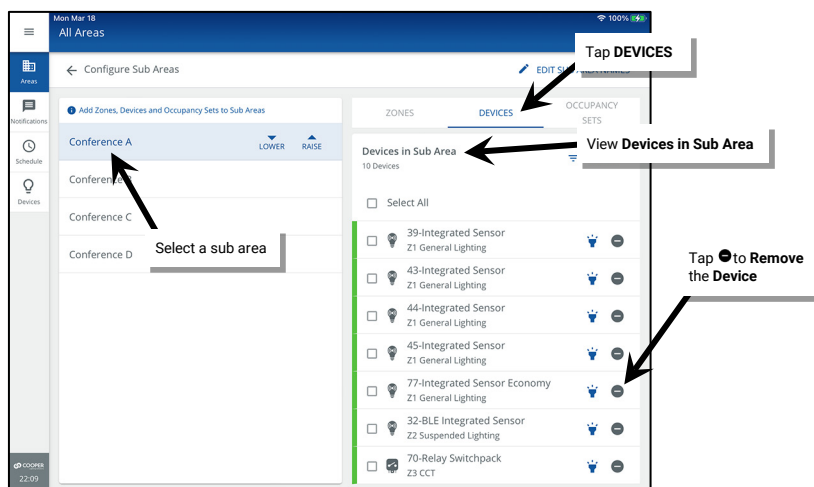 Mon Mar 18
100%
All Areas
Tap DEVICES
Areas
Configure Sub Areas
EDIT SUB AREA NAMES
Notifications
Add Zones, Devices and Occupancy Sets to Sub Areas
ZONES
DEVICES
OCCUPANCY
SETS
Schedule
Conference A
LOWER
RAISE
Devices in Sub Area
10 Devices
View Devices in Sub Area
Devices
Conference
Select All
Conference C
Select a sub area
39-Integrated Sensor
Z1 General Lighting
Conference D
43-Integrated Sensor
Z1 General Lighting
Tap to Remove
the Device
44-Integrated Sensor
Z1 General Lighting
45-Integrated Sensor
Z1 General Lighting
77-Integrated Sensor Economy
Z1 General Lighting
32-BLE Integrated Sensor
Z2 Suspended Lighting
70-Relay Switchpack
Z3 CCT
COOPER
22:09